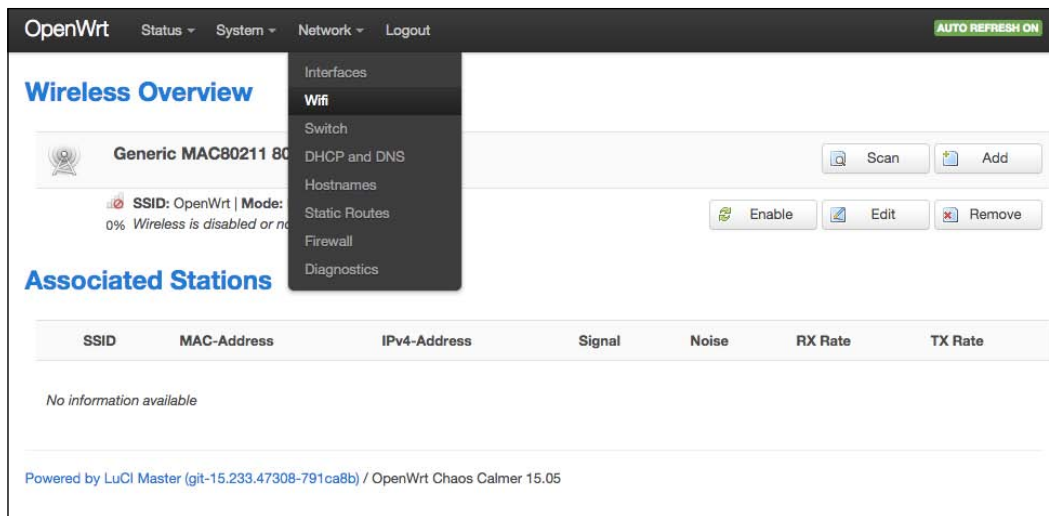 OpenWrt Status System Network Logout AUTO REFRESH ON
Interfaces
Wifi
Switch
DHCP and DNS
Hostnames
Static Routes
Firewall
Diagnostics
Wireless Overview
Generic MAC80211 80
Scan Add
SSID: OpenWrt | Mode:
0% Wireless is disabled or no
Enable Edit Remove
Associated Stations
SSID MAC-Address IPv4-Address Signal Noise RX Rate TX Rate
No information available
Powered by LuCI Master (git-15.233.47308-791ca8b) / OpenWrt Chaos Calmer 15.05